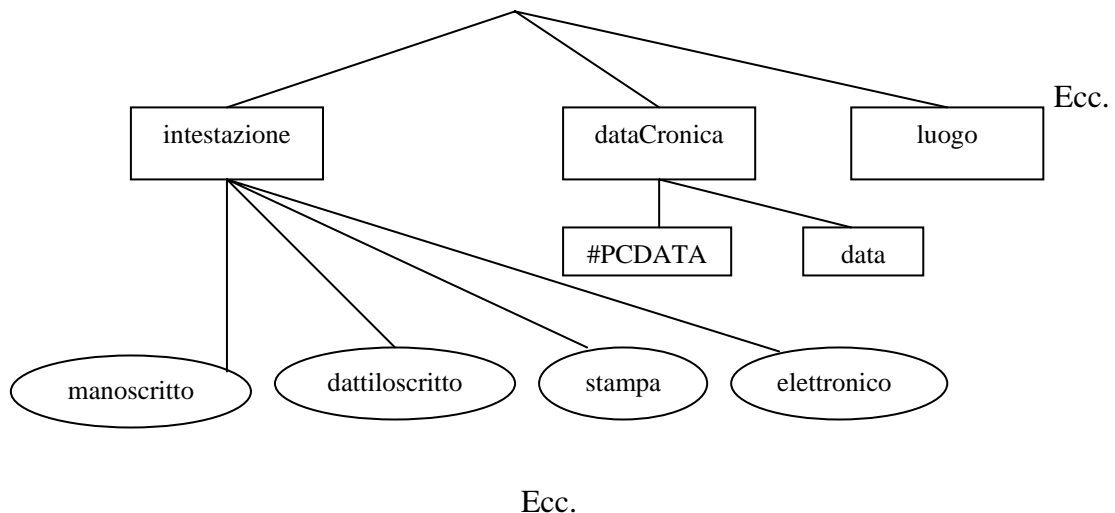 Ecc.
intestazione
dataCronica
luogo
#PCDATA
data
manoscritto
dattiloscritto
stampa
elettronico
Ecc.